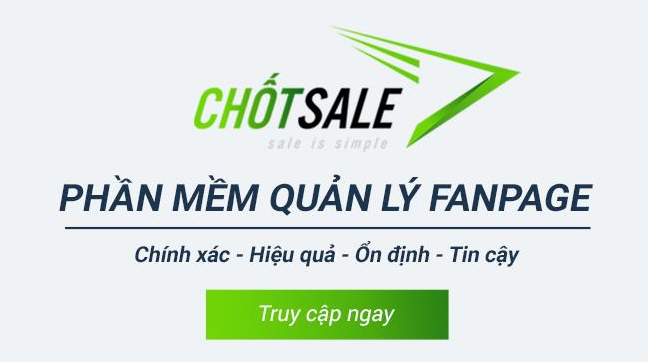 CHỐTSALE
sale is simple
PHẦN MỀM QUẢN LÝ FANPAGE
Chính xác - Hiệu quả - Ổn định - Tin cậy
Truy cập ngay